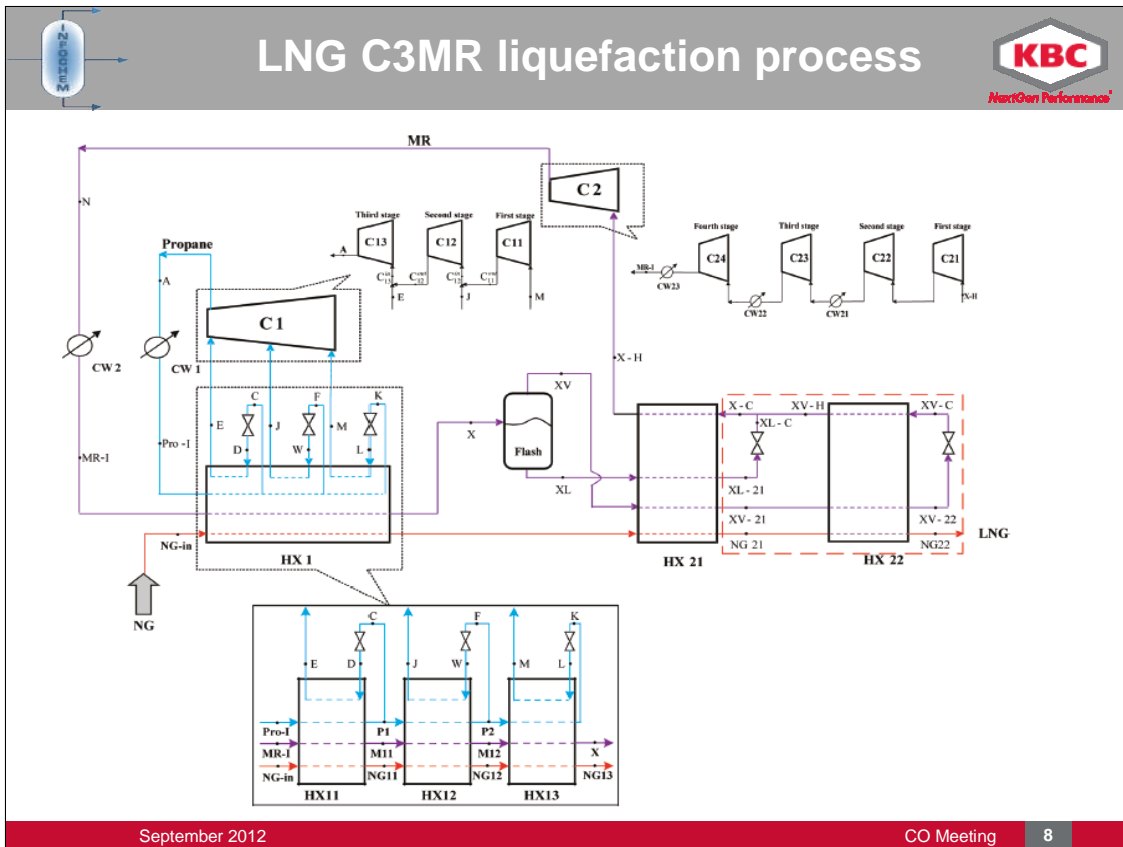 INFOCHEM
LNG C3MR liquefaction process
KBC
NextGen Performance
MR
C 2
N
Third stage
Second stage
First stage
C13
C12
C11
A
E
J
M
Fourth stage
Third stage
Second stage
First stage
C24
C23
C22
C21
MR-I
CW23
CW22
CW21
X-H
Propane
A
C 1
CW 2
CW 1
X - H
XV
C
F
K
E
J
M
D
W
L
Pro -I
MR-I
X
Flash
XL
X - C
XV-H
XV- C
XL - C
XL - 21
XV - 21
XV - 22
NG 21
NG22
LNG
NG-in
HX 1
HX 21
HX 22
NG
C
F
K
E
D
J
W
M
L
Pro-I
P1
P2
MR-I
M11
M12
X
NG-in
NG11
NG12
NG13
HX11
HX12
HX13
September 2012
CO Meeting
8